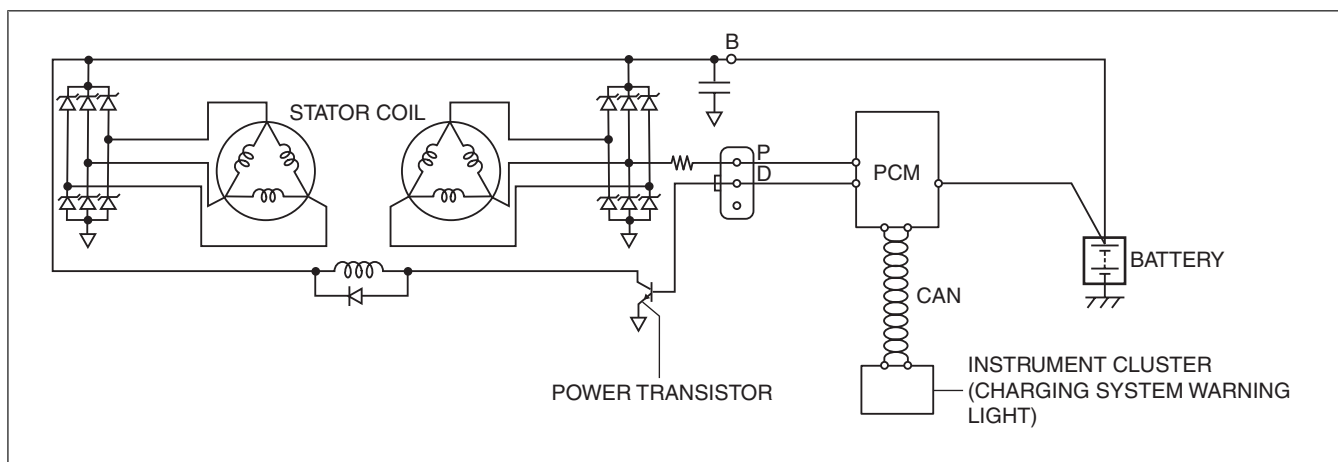 B
STATOR COIL
P
D
PCM
BATTERY
CAN
POWER TRANSISTOR
INSTRUMENT CLUSTER
(CHARGING SYSTEM WARNING
LIGHT)